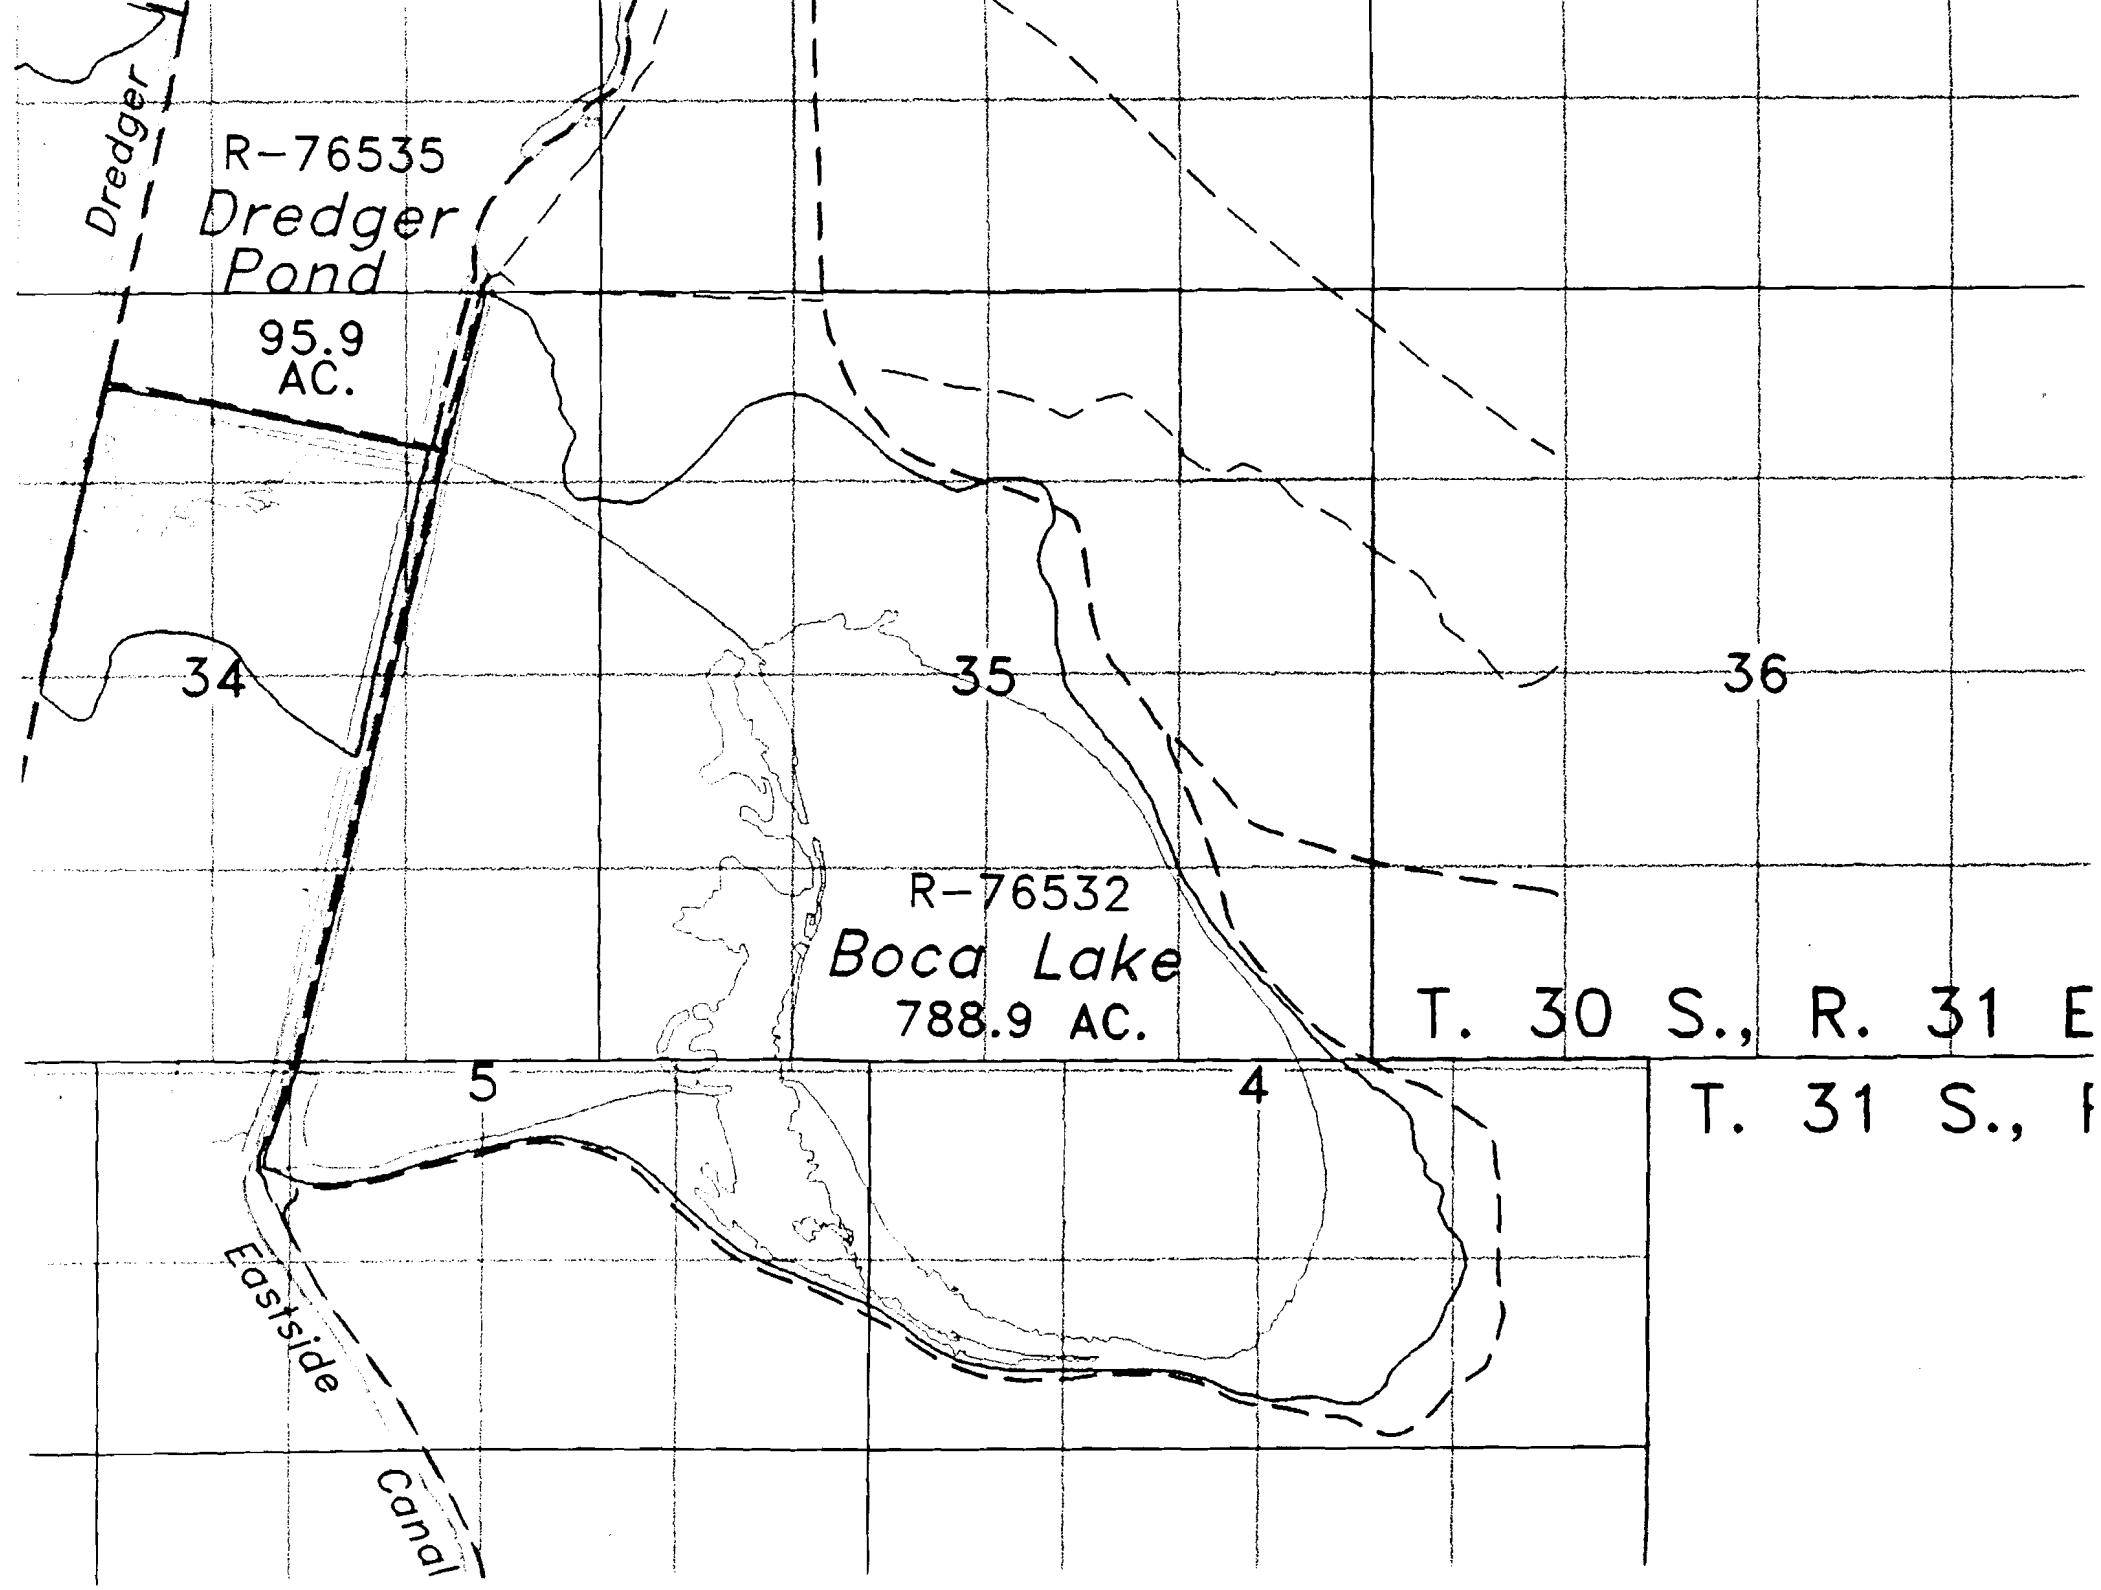 Dredger
R-76535
Dredger
Pond
95.9
AC.
34
35
36
R-76532
Boca Lake
788.9 AC.
T. 30 S., R. 31 E
5
4
T. 31 S.,
Eastside
Canal